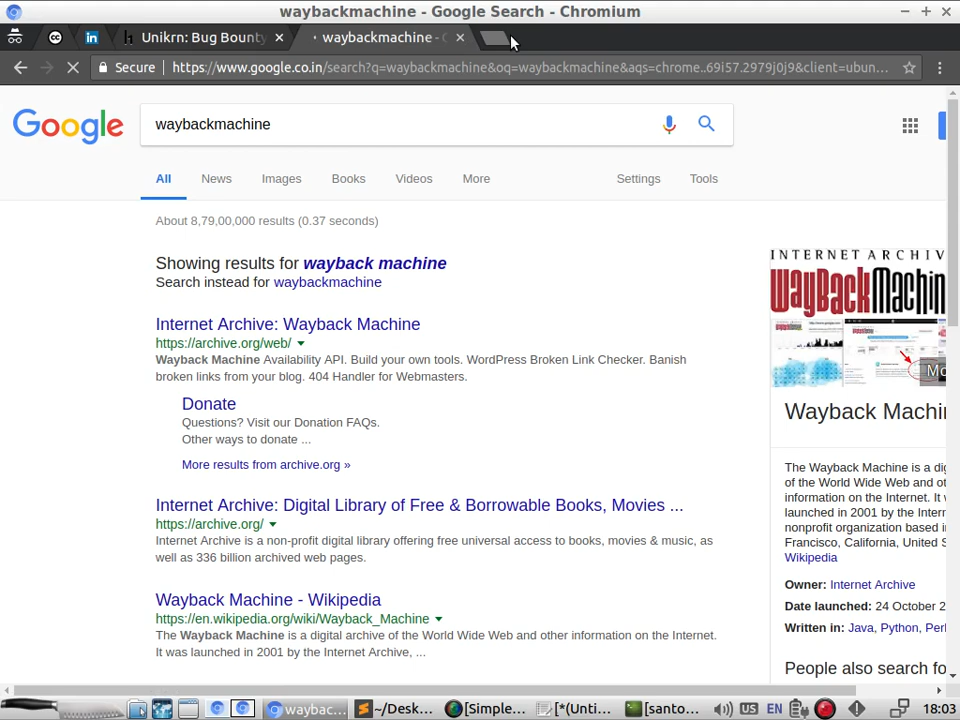 waybackmachine - Google Search - Chromium
Unikrn: Bug Bounty
waybackmachine - G
Secure
https://www.google.co.in/search?q=waybackmachine&oq=waybackmachine&aqs=chrome..69i57.2979j0j9&client=ubun...
Google
waybackmachine
All News Images Books Videos More Settings Tools
About 8,79,00,000 results (0.37 seconds)
Showing results for wayback machine
Search instead for waybackmachine
Internet Archive: Wayback Machine
https://archive.org/web/
Wayback Machine Availability API. Build your own tools. WordPress Broken Link Checker. Banish
broken links from your blog. 404 Handler for Webmasters.
Donate
Questions? Visit our Donation FAQs.
Other ways to donate ...
More results from archive.org »
Internet Archive: Digital Library of Free & Borrowable Books, Movies ...
https://archive.org/
Internet Archive is a non-profit digital library offering free universal access to books, movies & music, as
well as 336 billion archived web pages.
Wayback Machine - Wikipedia
https://en.wikipedia.org/wiki/Wayback_Machine
The Wayback Machine is a digital archive of the World Wide Web and other information on the Internet.
It was launched in 2001 by the Internet Archive, ...
INTERNET ARCHIV
WayBackMachin
Mo
Wayback Machin
The Wayback Machine is a dig
of the World Wide Web and ot
information on the Internet. It w
launched in 2001 by the Intern
nonprofit organization based i
Francisco, California, United S
Wikipedia
Owner: Internet Archive
Date launched: 24 October 2
Written in: Java, Python, Perl
People also search fo
waybac...
~/Desk...
[Simple...
[*(Unti...
[santo...
US
EN
18:03